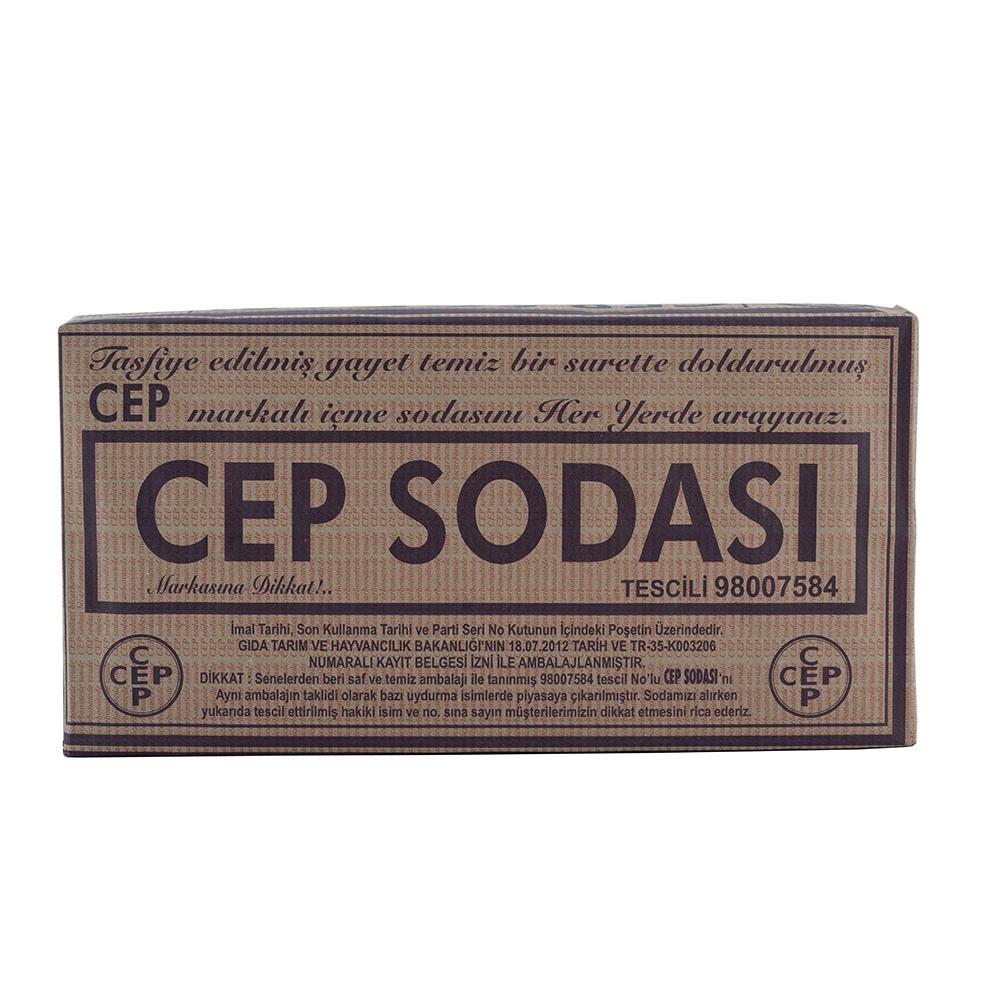 Tasfiye edilmiş gayet temiz bir surette doldurulmuş
CEP markalı içme sodasını Her Yerde arayınız.
CEP SODASI
Markasına Dikkat!..
TESCİLİ 98007584
İmal Tarihi, Son Kullanma Tarihi ve Parti Seri No Kutunun İçindeki Poşetin Üzerindedir.
GIDA TARIM VE HAYVANCILIK BAKANLIĞI'NIN 18.07.2012 TARİH VE TR-35-K003206
NUMARALI KAYIT BELGESİ İZNİ İLE AMBALAJLANMIŞTIR.
DİKKAT : Senelerden beri saf ve temiz ambalajı ile tanınmış 98007584 tescil No'lu CEP SODASI'nı
Aynı ambalajın taklidi olarak bazı uydurma isimlerde piyasaya çıkarılmıştır. Sodamızı alırken
yukarıda tescil ettirilmiş hakiki isim ve no. sına sayın müşterilerimizin dikkat etmesini rica ederiz.
CEP
CEP
CEP
CEP